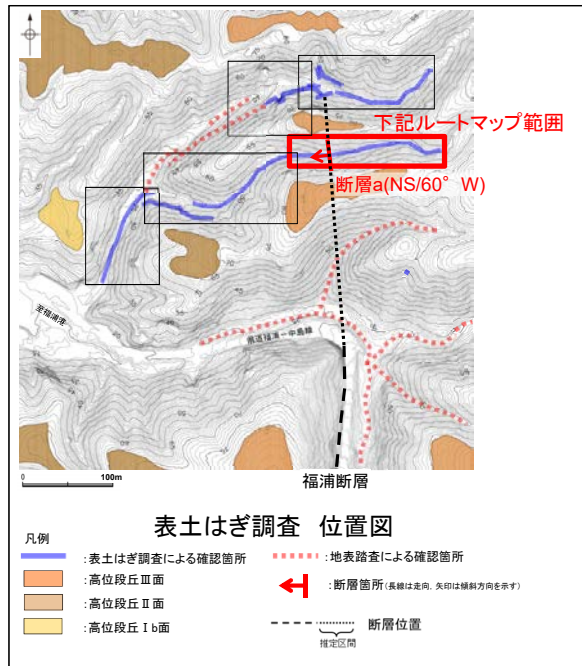 下記ルートマップ範囲
断層a(NS/60°W)
至福浦港
県道福浦ー中島線
0 100m
福浦断層
表土はぎ調査 位置図
凡例
:表土はぎ調査による確認箇所
:地表踏査による確認箇所
:高位段丘Ⅲ面
:断層箇所(長線は走向,矢印は傾斜方向を示す)
:高位段丘Ⅱ面
:高位段丘Ⅰb面
断層位置
推定区間